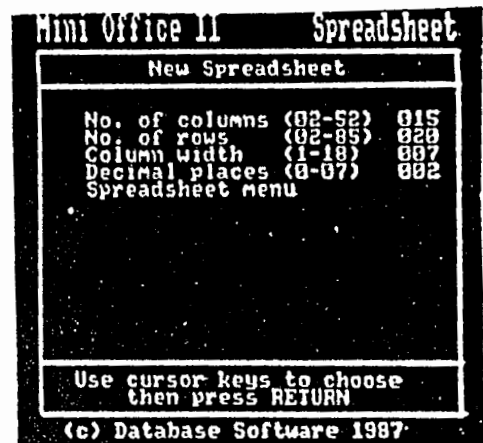 Mini Office II Spreadsheet
New Spreadsheet
No. of columns (02-52) 015
No. of rows (02-85) 020
Column width (1-18) 007
Decimal places (0-07) 002
Spreadsheet menu
Use cursor keys to choose
then press RETURN
(c) Database Software 1987